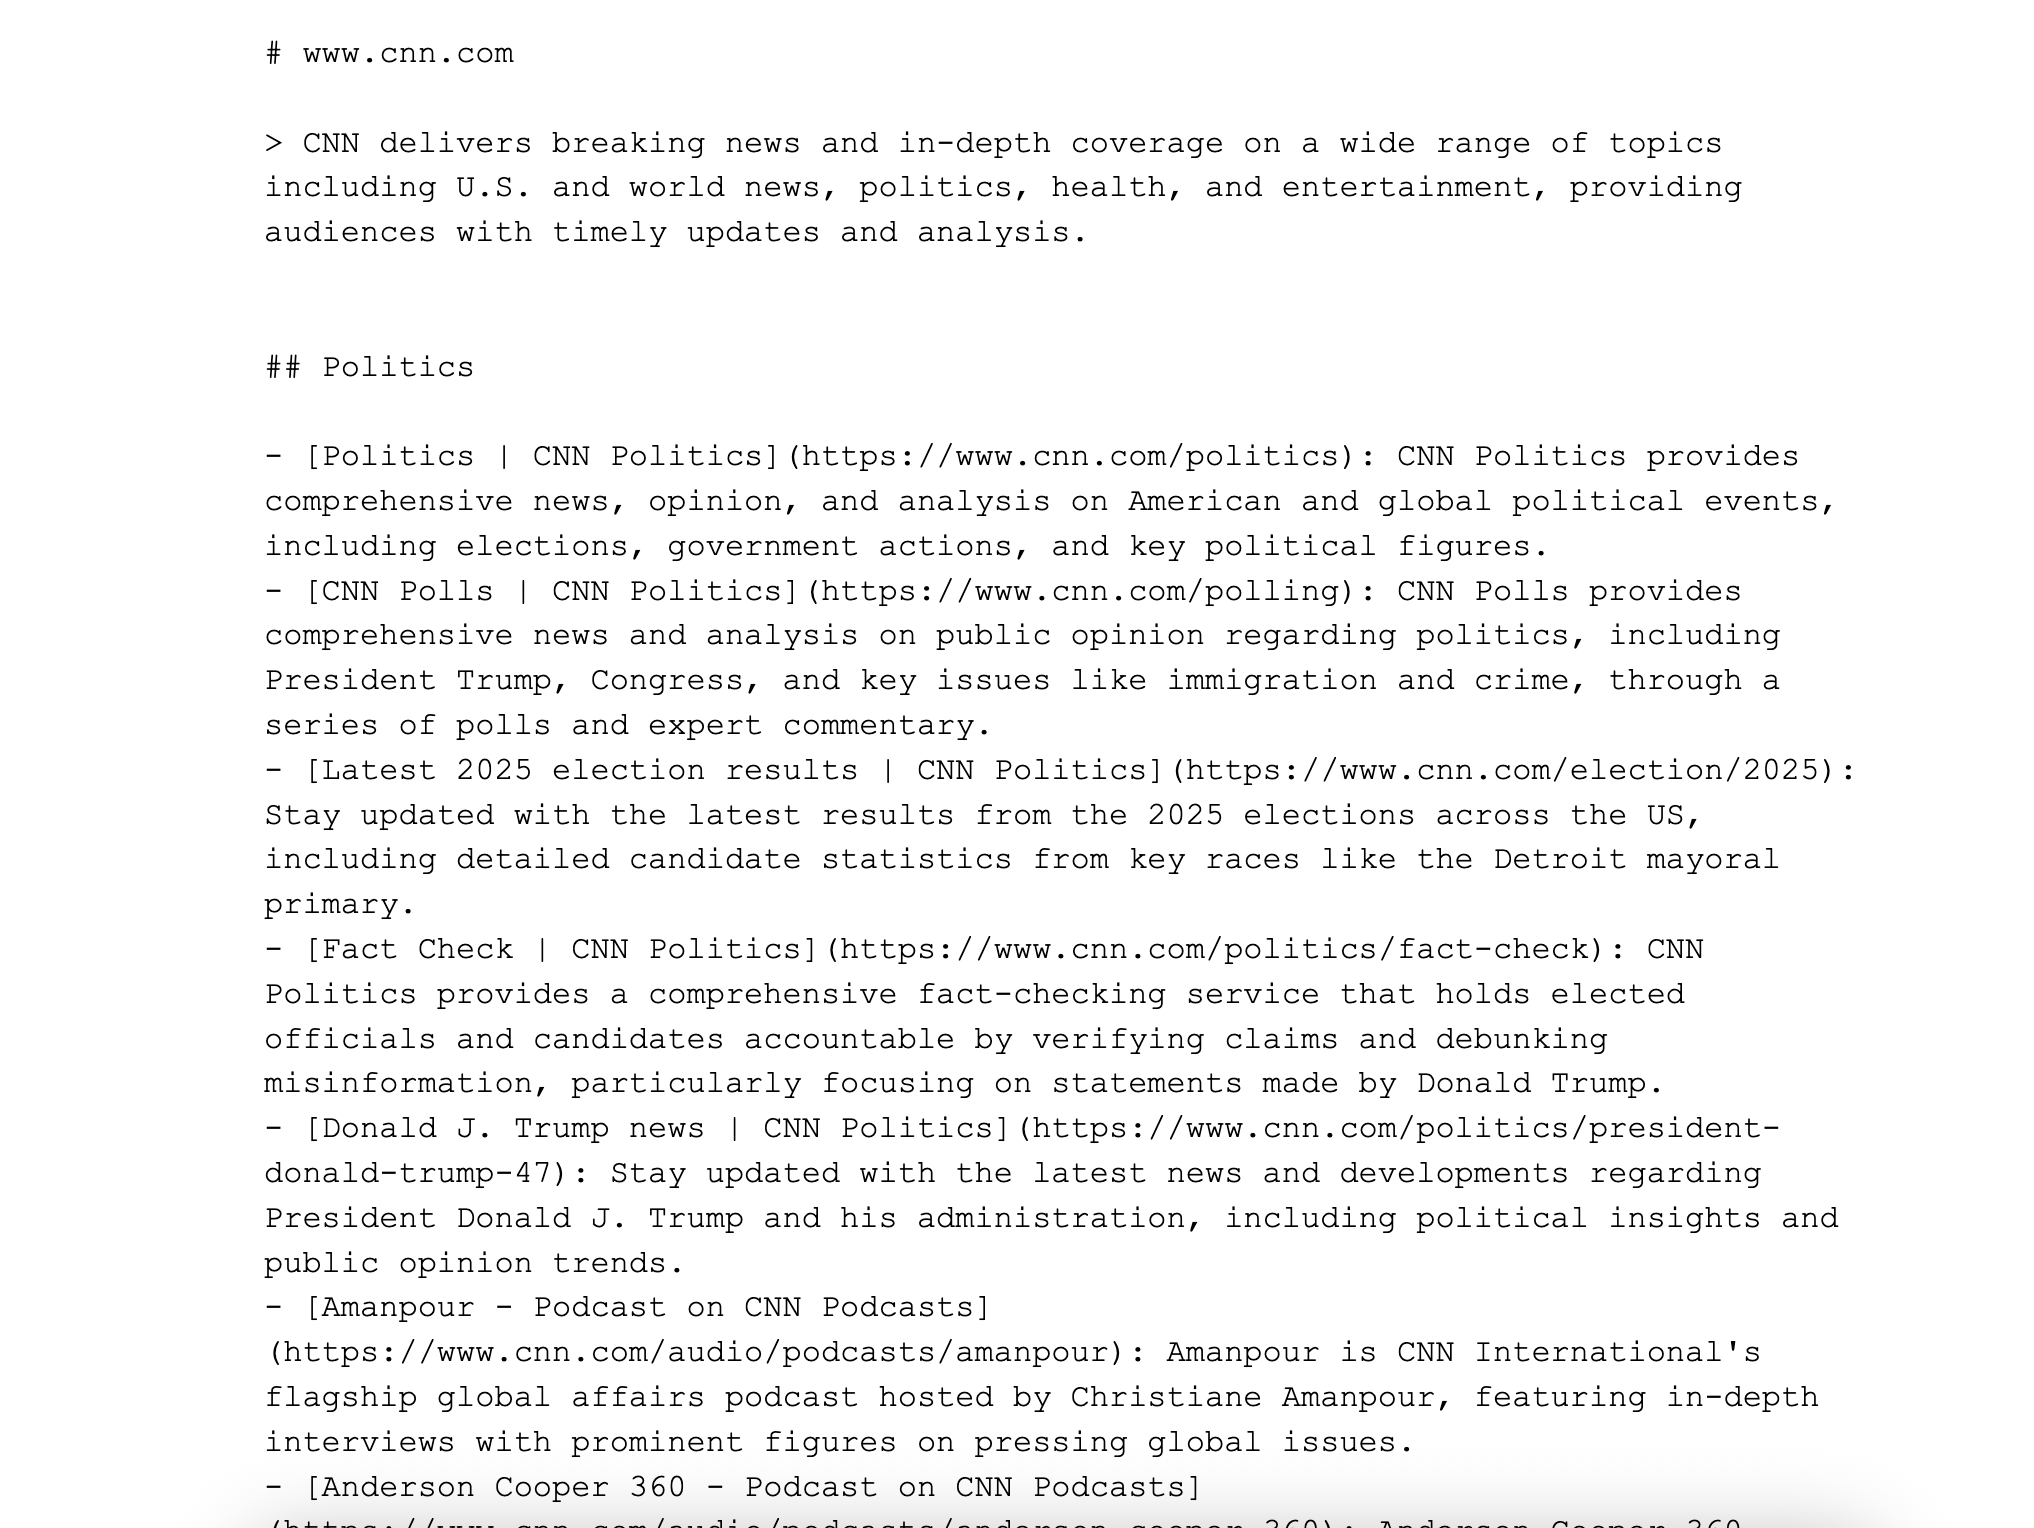 # www.cnn.com
> CNN delivers breaking news and in-depth coverage on a wide range of topics
including U.S. and world news, politics, health, and entertainment, providing
audiences with timely updates and analysis.
## Politics
- [Politics | CNN Politics](https://www.cnn.com/politics): CNN Politics provides
comprehensive news, opinion, and analysis on American and global political events,
including elections, government actions, and key political figures.
- [CNN Polls | CNN Politics](https://www.cnn.com/polling): CNN Polls provides
comprehensive news and analysis on public opinion regarding politics, including
President Trump, Congress, and key issues like immigration and crime, through a
series of polls and expert commentary.
- [Latest 2025 election results | CNN Politics](https://www.cnn.com/election/2025):
Stay updated with the latest results from the 2025 elections across the US,
including detailed candidate statistics from key races like the Detroit mayoral
primary.
- [Fact Check | CNN Politics](https://www.cnn.com/politics/fact-check): CNN
Politics provides a comprehensive fact-checking service that holds elected
officials and candidates accountable by verifying claims and debunking
misinformation, particularly focusing on statements made by Donald Trump.
- [Donald J. Trump news | CNN Politics](https://www.cnn.com/politics/president-
donald-trump-47): Stay updated with the latest news and developments regarding
President Donald J. Trump and his administration, including political insights and
public opinion trends.
- [Amanpour - Podcast on CNN Podcasts]
(https://www.cnn.com/audio/podcasts/amanpour): Amanpour is CNN International's
flagship global affairs podcast hosted by Christiane Amanpour, featuring in-depth
interviews with prominent figures on pressing global issues.
- [Anderson Cooper 360 - Podcast on CNN Podcasts]
(https://www.cnn.com/audio/podcasts/anderson-cooper-360): Anderson Cooper 360